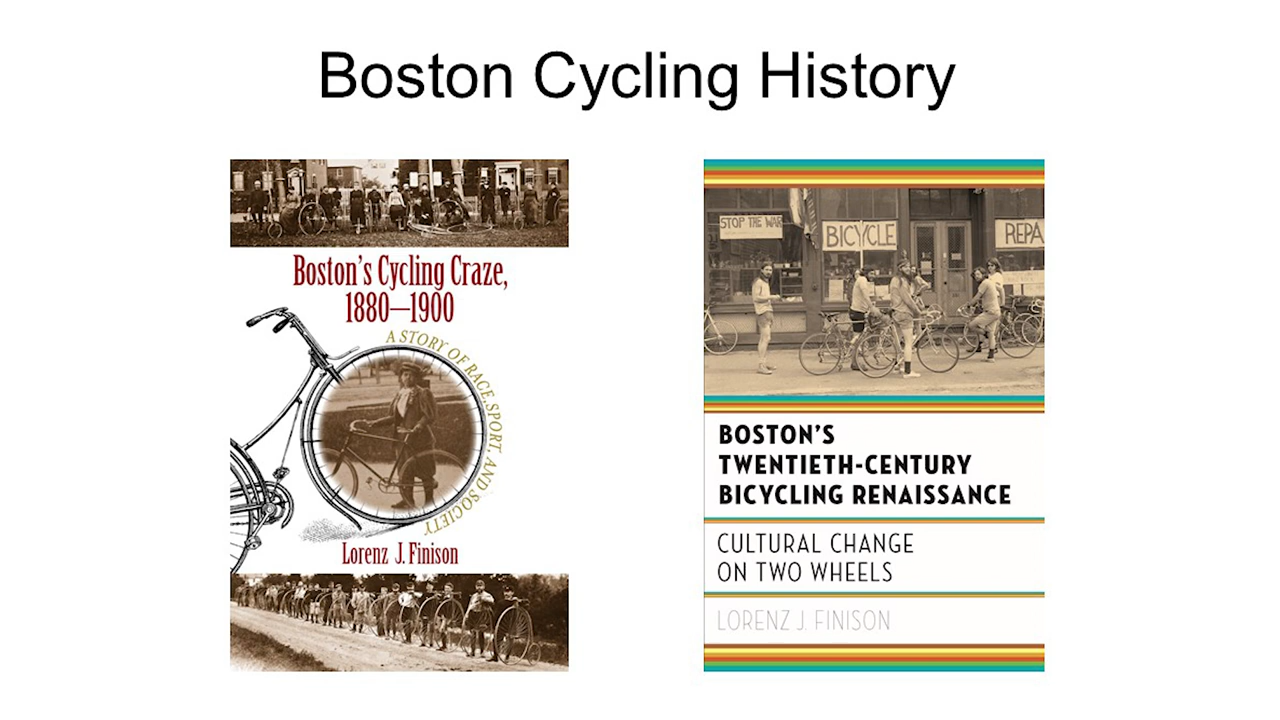 Boston Cycling History
Boston's Cycling Craze,
1880–1900
A STORY OF RACE, SPORT, AND SOCIETY
Lorenz J. Finison
STOP THE WAR
BICYCLE
REPA
BOSTON'S
TWENTIETH-CENTURY
BICYCLING RENAISSANCE
CULTURAL CHANGE
ON TWO WHEELS
LORENZ J. FINISON